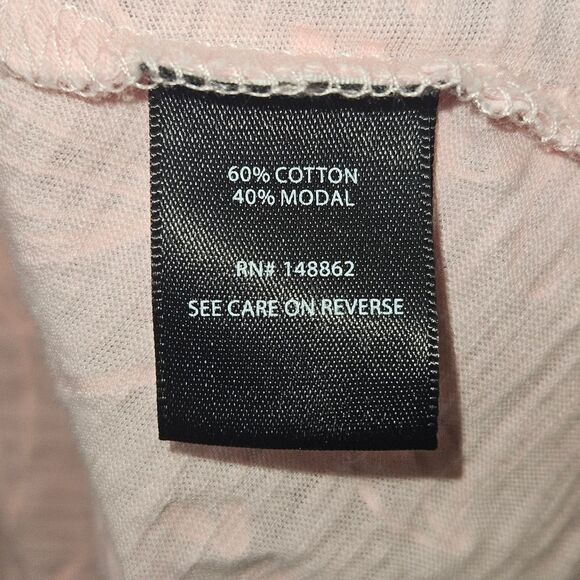 60% COTTON
40% MODAL
RN# 148862
SEE CARE ON REVERSE